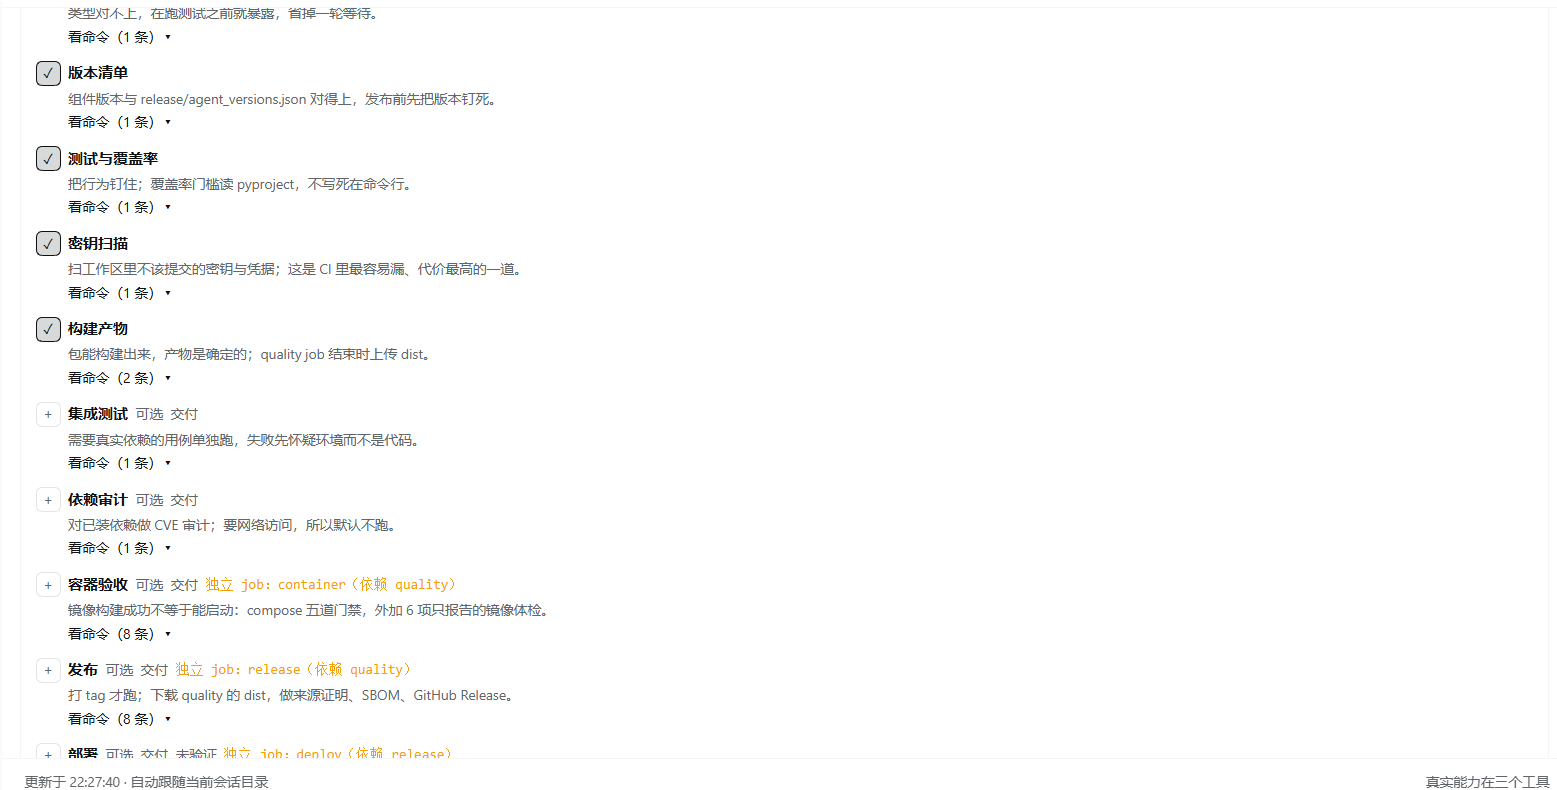 类型对不上，在跑测试之前就暴露，省掉一轮等待。
看命令（1 条） ▾
✓ 版本清单
组件版本与 release/agent_versions.json 对得上，发布前先把版本钉死。
看命令（1 条） ▾
✓ 测试与覆盖率
把行为钉住；覆盖率门槛读 pyproject，不写死在命令行。
看命令（1 条） ▾
✓ 密钥扫描
扫工作区里不该提交的密钥与凭据；这是 CI 里最容易漏、代价最高的一道。
看命令（1 条） ▾
✓ 构建产物
包能构建出来，产物是确定的；quality job 结束时上传 dist。
看命令（2 条） ▾
+ 集成测试 可选 交付
需要真实依赖的用例单独跑，失败先怀疑环境而不是代码。
看命令（1 条） ▾
+ 依赖审计 可选 交付
对已装依赖做 CVE 审计；要网络访问，所以默认不跑。
看命令（1 条） ▾
+ 容器验收 可选 交付 独立 job: container（依赖 quality）
镜像构建成功不等于能启动：compose 五道门禁，外加 6 项只报告的镜像体检。
看命令（8 条） ▾
+ 发布 可选 交付 独立 job: release（依赖 quality）
打 tag 才跑；下载 quality 的 dist，做来源证明、SBOM、GitHub Release。
看命令（8 条） ▾
+ 部署 可选 交付 未验证 独立 job: deploy（依赖 release）
更新于 22:27:40 · 自动跟随当前会话目录
真实能力在三个工具